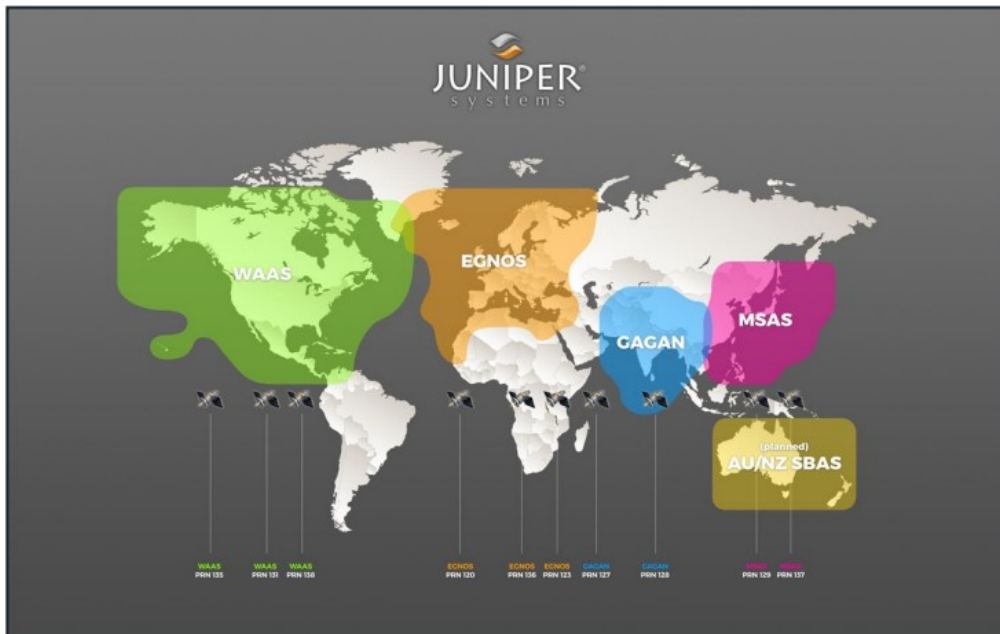 JUNIPER®
systems
WAAS
EGNOS
MSAS
GAGAN
(planned)
AU/NZ SBAS
WAAS
PRN 135
WAAS
PRN 131
WAAS
PRN 138
EGNOS
PRN 120
EGNOS
PRN 136
EGNOS
PRN 123
GAGAN
PRN 127
GAGAN
PRN 128
MSAS
PRN 129
MSAS
PRN 137